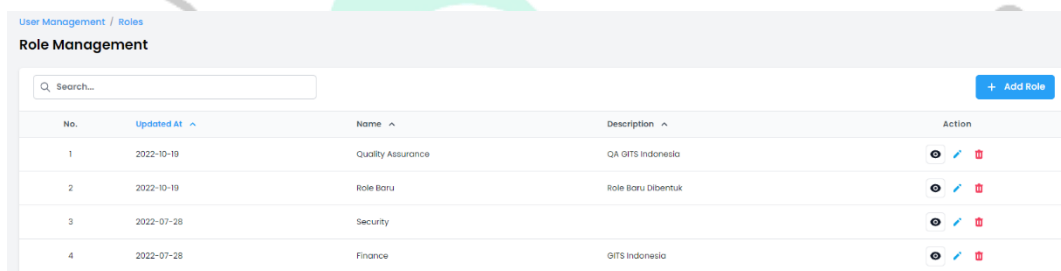 User Management / Roles
Role Management
Search...
+ Add Role
No. Updated At Name Description Action
1 2022-10-19 Quality Assurance QA GITS Indonesia
2 2022-10-19 Role Baru Role Baru Dibentuk
3 2022-07-28 Security
4 2022-07-28 Finance GITS Indonesia